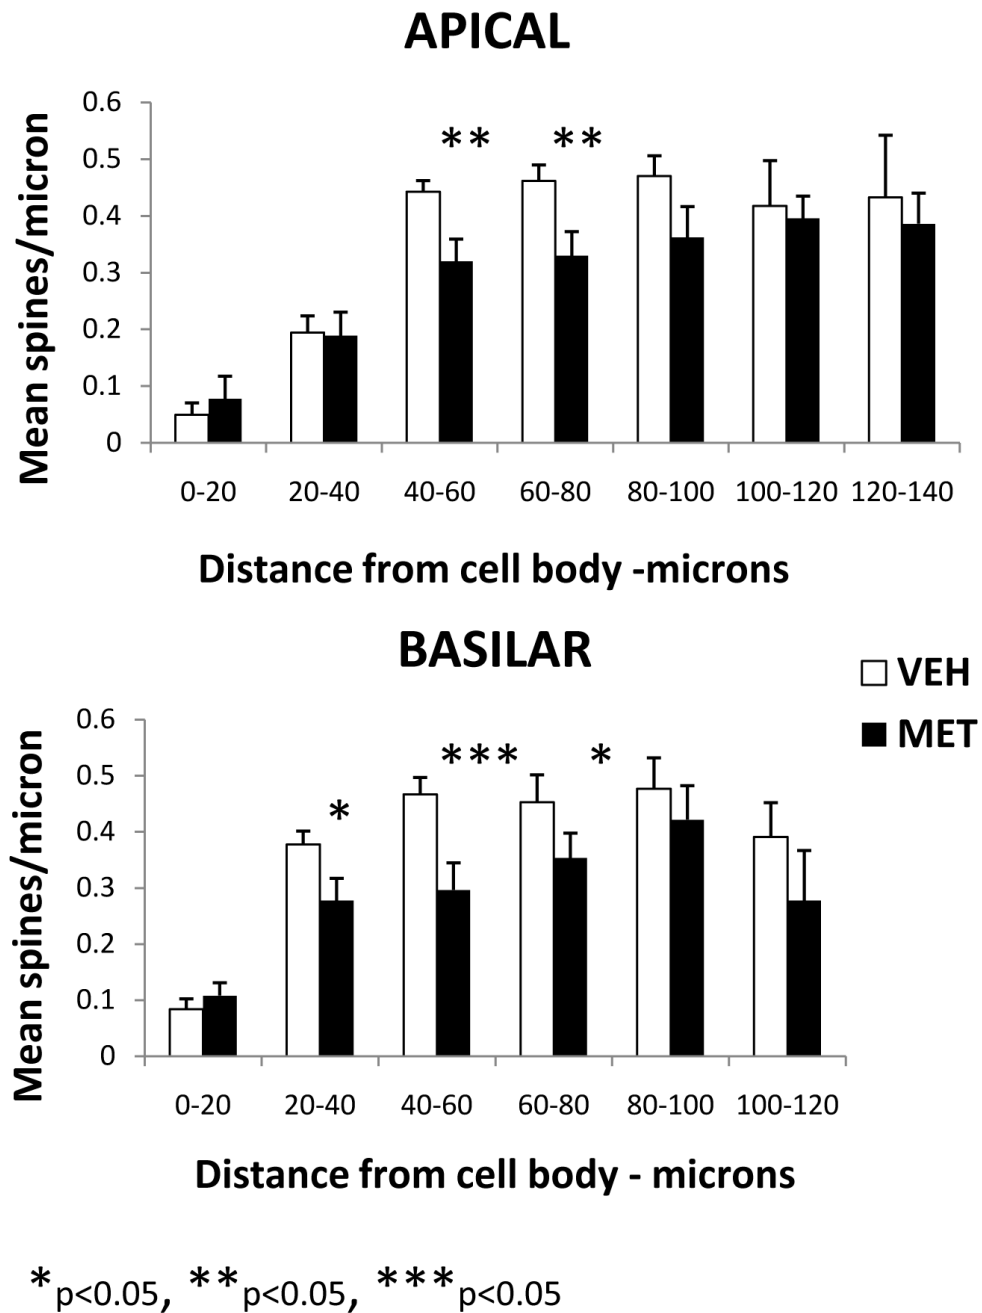 APICAL
Mean spines/micron
0.6
0.5
0.4
0.3
0.2
0.1
0
** **
0-20 20-40 40-60 60-80 80-100 100-120 120-140
Distance from cell body -microns
BASILAR
VEH
MET
Mean spines/micron
0.6
0.5
0.4
0.3
0.2
0.1
0
* *** *
0-20 20-40 40-60 60-80 80-100 100-120
Distance from cell body - microns
*p<0.05, **p<0.05, ***p<0.05